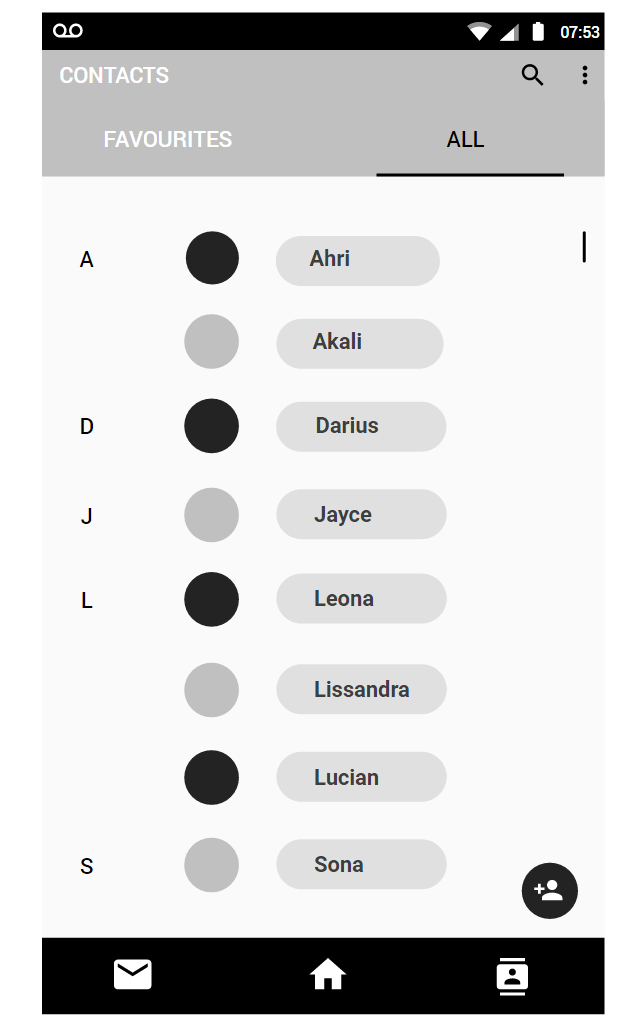 07:53
CONTACTS
FAVOURITES ALL
A Ahri
Akali
D Darius
J Jayce
L Leona
Lissandra
Lucian
S Sona